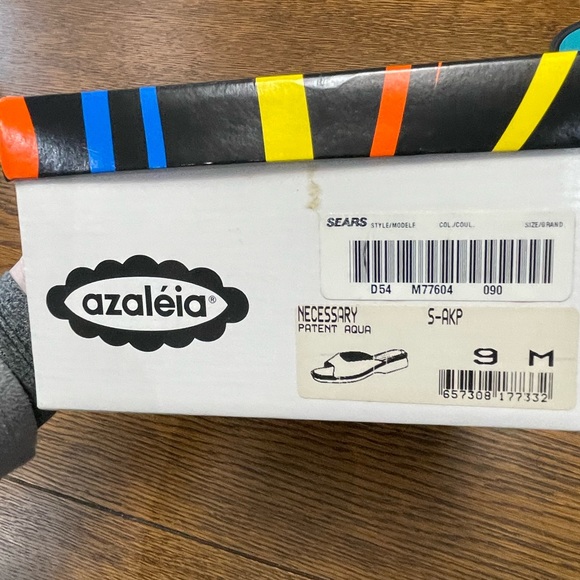 azaléia®
SEARS STYLE/MODELE COL./COUL. SIZE/GRAND
D54 M77604 090
NECESSARY S-AKP
PATENT AQUA
9 M
657308 177332